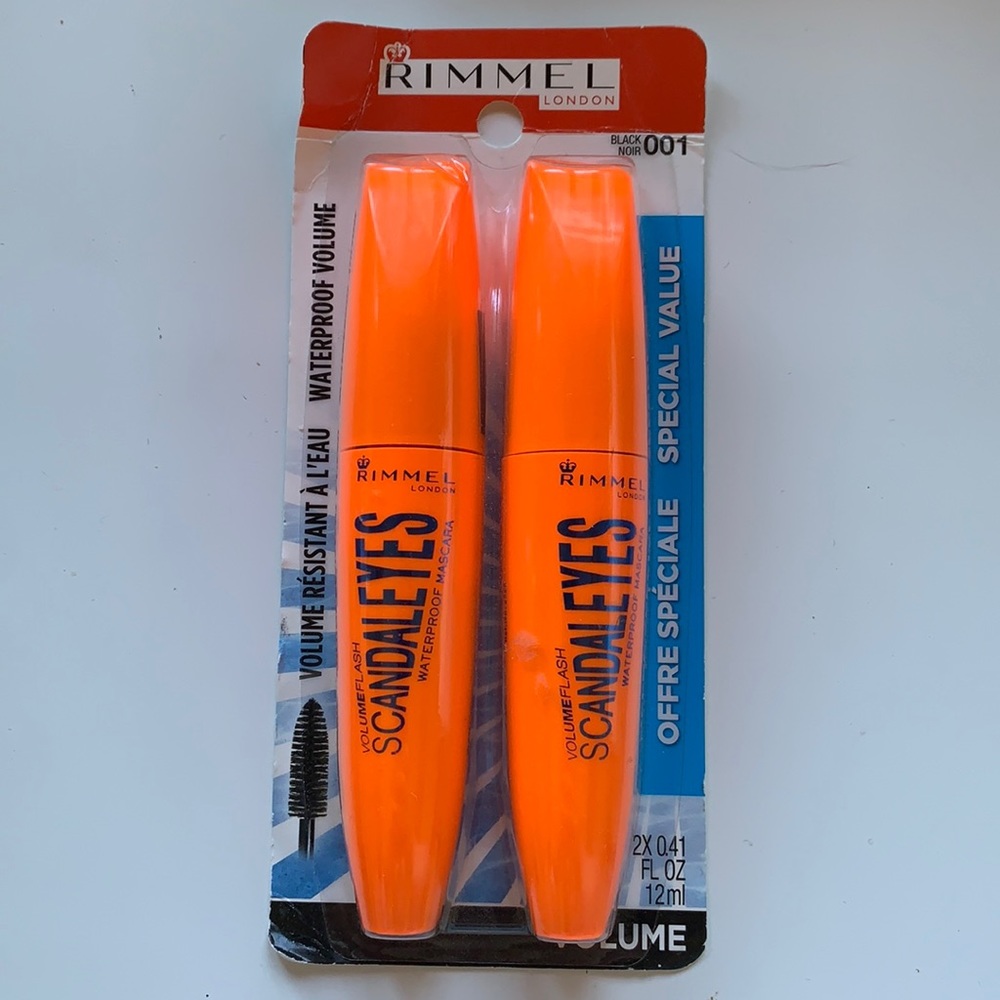 RIMMEL
LONDON
BLACK
NOIR 001
VOLUME RÉSISTANT À L'EAU WATERPROOF VOLUME
OFFRE SPÉCIALE SPECIAL VALUE
RIMMEL
LONDON
VOLUMEFLASH
SCANDALEYES
WATERPROOF MASCARA
RIMMEL
LONDON
VOLUMEFLASH
SCANDALEYES
WATERPROOF MASCARA
2X 0.41
FL OZ
12ml
VOLUME